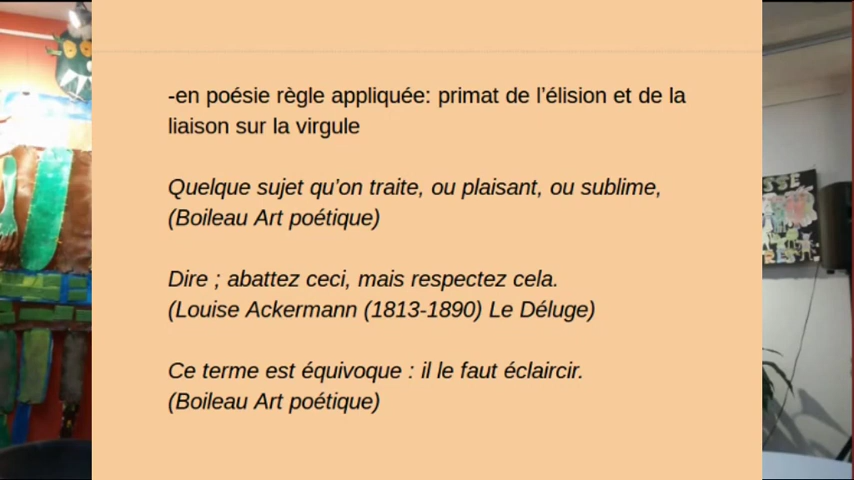 -en poésie règle appliquée: primat de l’élision et de la
liaison sur la virgule
Quelque sujet qu’on traite, ou plaisant, ou sublime,
(Boileau Art poétique)
Dire ; abattez ceci, mais respectez cela.
(Louise Ackermann (1813-1890) Le Déluge)
Ce terme est équivoque : il le faut éclaircir.
(Boileau Art poétique)